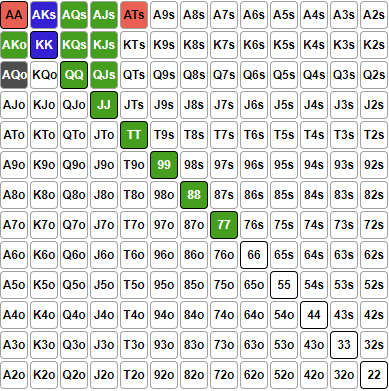 AA AKs AQs AJs ATs A9s A8s A7s A6s A5s A4s A3s A2s
AKo KK KQs KJs KTs K9s K8s K7s K6s K5s K4s K3s K2s
AQo KQo QQ QJs QTs Q9s Q8s Q7s Q6s Q5s Q4s Q3s Q2s
AJo KJo QJo JJ JTs J9s J8s J7s J6s J5s J4s J3s J2s
ATo KTo QTo JTo TT T9s T8s T7s T6s T5s T4s T3s T2s
A9o K9o Q9o J9o T9o 99 98s 97s 96s 95s 94s 93s 92s
A8o K8o Q8o J8o T8o 98o 88 87s 86s 85s 84s 83s 82s
A7o K7o Q7o J7o T7o 97o 87o 77 76s 75s 74s 73s 72s
A6o K6o Q6o J6o T6o 96o 86o 76o 66 65s 64s 63s 62s
A5o K5o Q5o J5o T5o 95o 85o 75o 65o 55 54s 53s 52s
A4o K4o Q4o J4o T4o 94o 84o 74o 64o 54o 44 43s 42s
A3o K3o Q3o J3o T3o 93o 83o 73o 63o 53o 43o 33 32s
A2o K2o Q2o J2o T2o 92o 82o 72o 62o 52o 42o 32o 22